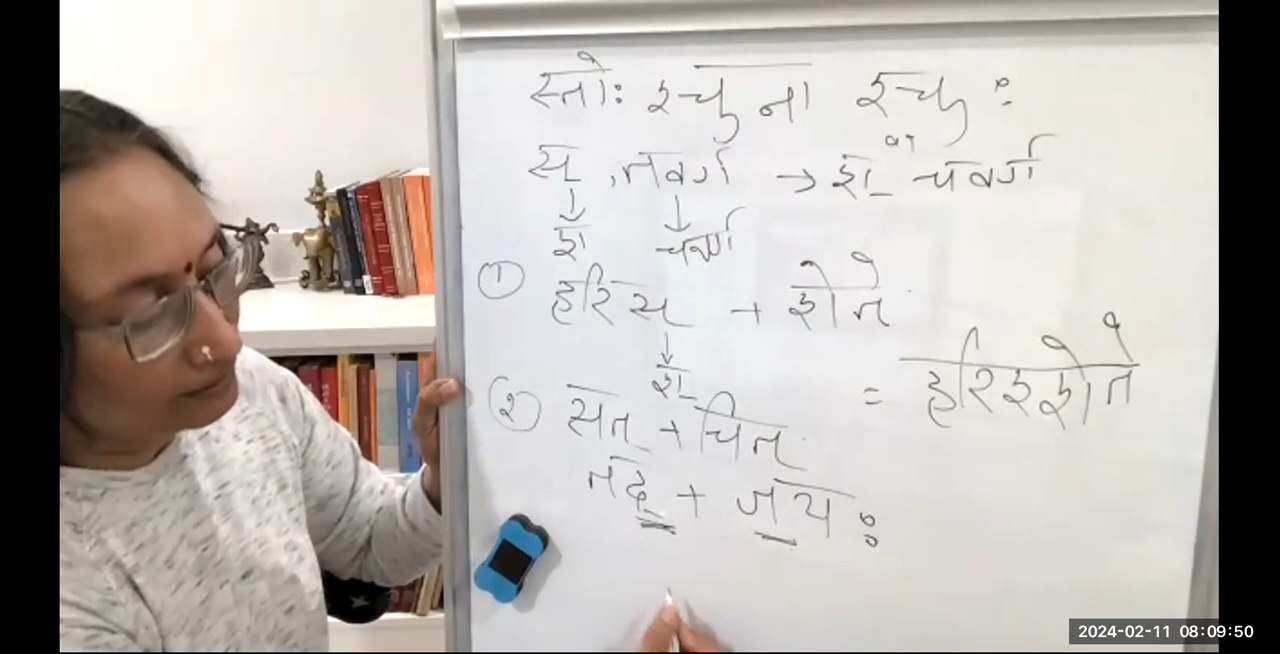 स्तोः श्चुना श्चुः
स् , तवर्ग → श् चवर्ग
↓ ↓
श् चवर्ग
① हरिस् + शेते
↓
श्
= हरिश्शेते
② सत् + चित्
तद् + जयः
2024-02-11 08:09:50